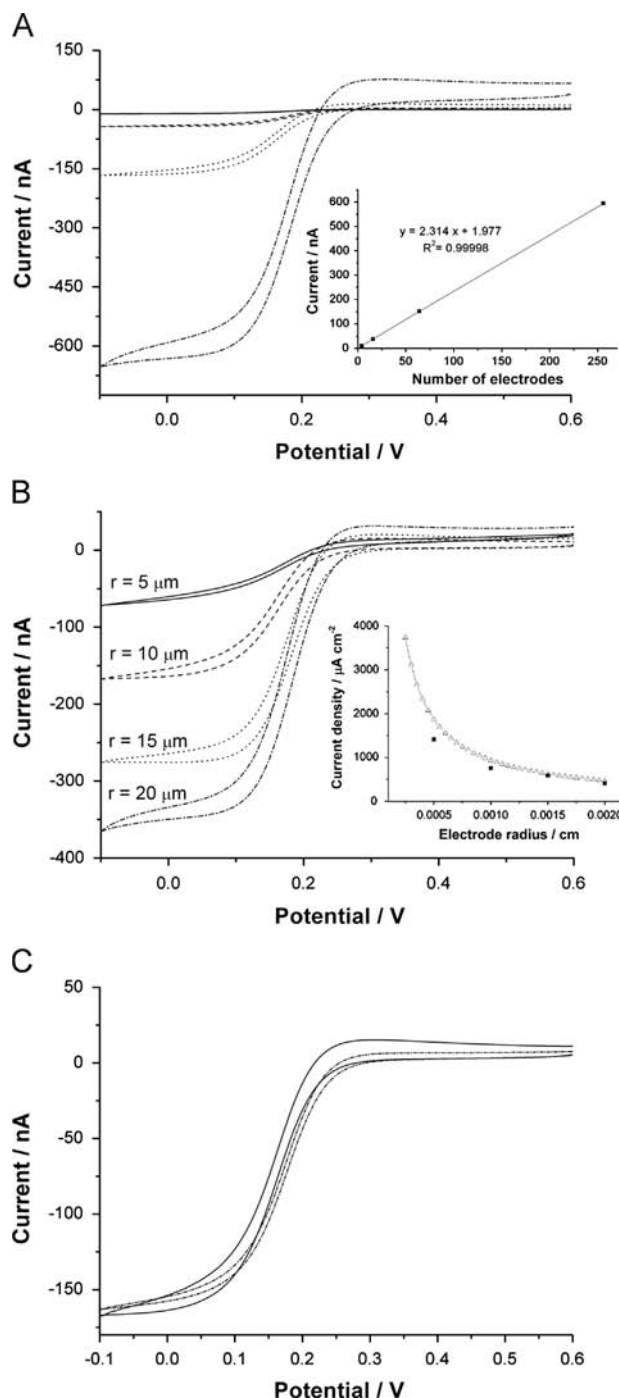 A
150
0
-150
-300
-450
-600
Current / nA
0.0
0.2
0.4
0.6
Potential / V
600
500
400
300
200
100
0
Current / nA
y = 2.314 x + 1.977
R²= 0.99998
0
50
100
150
200
250
Number of electrodes
B
0
-100
-200
-300
-400
Current / nA
r = 5 μm
r = 10 μm
r = 15 μm
r = 20 μm
0.0
0.2
0.4
0.6
Potential / V
4000
3000
2000
1000
0
Current density / μA cm⁻²
0.0005
0.0010
0.0015
0.0020
Electrode radius / cm
C
50
0
-50
-100
-150
Current / nA
-0.1
0.0
0.1
0.2
0.3
0.4
0.5
0.6
Potential / V